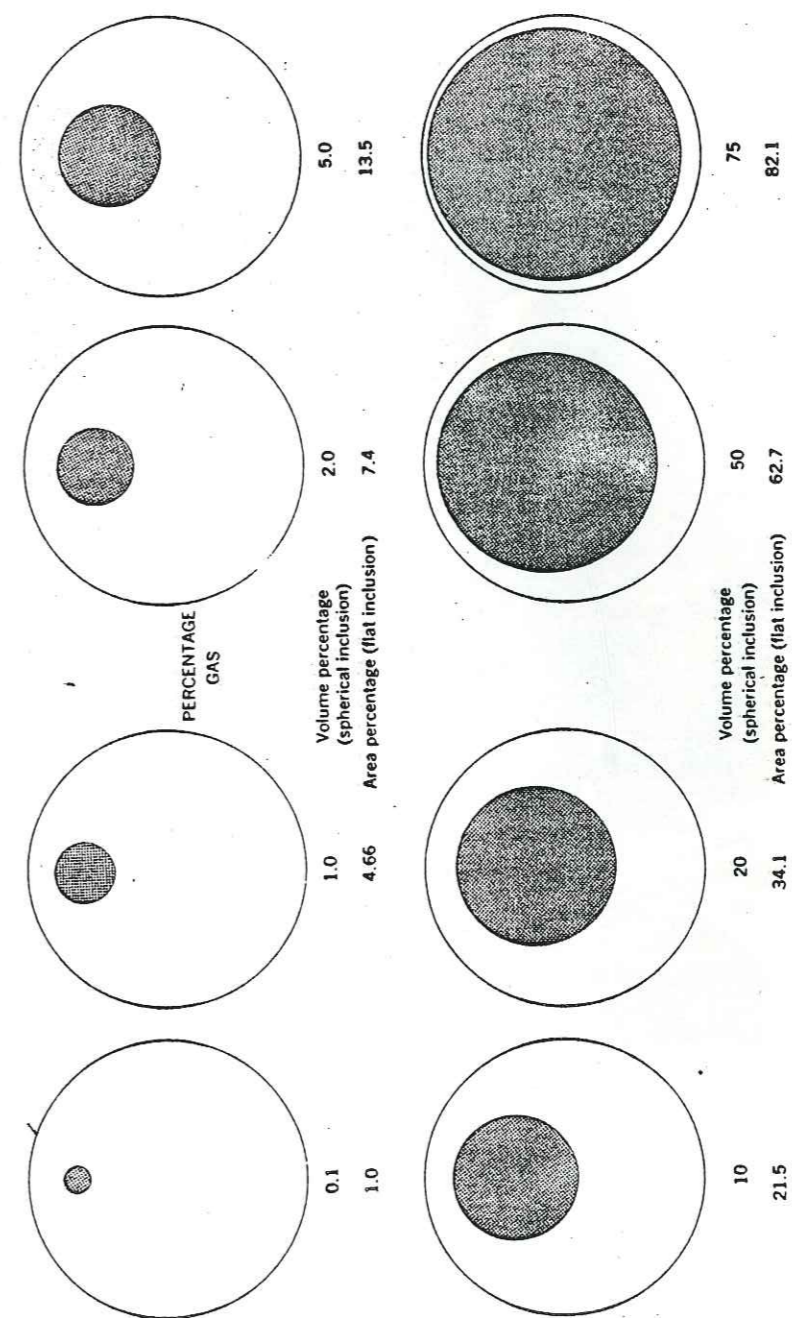 PERCENTAGE
GAS
0.1 1.0 Volume percentage 2.0 5.0
(spherical inclusion)
1.0 4.66 Area percentage (flat inclusion) 7.4 13.5
10 20 Volume percentage 50 75
(spherical inclusion)
21.5 34.1 Area percentage (flat inclusion) 62.7 82.1